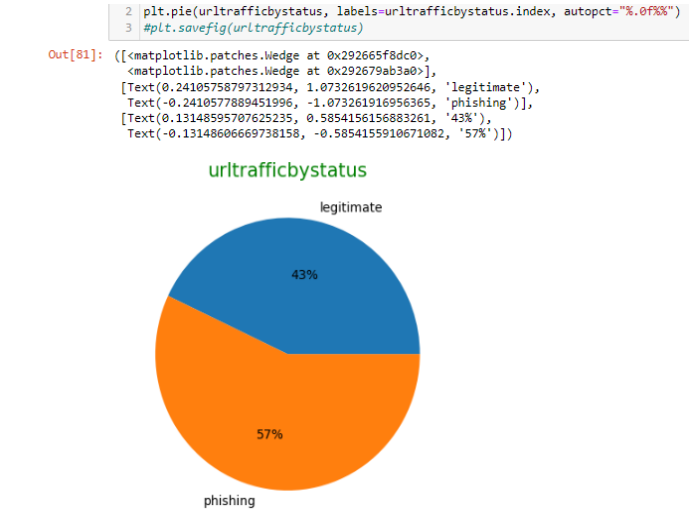 2 plt.pie(urltrafficbystatus, labels=urltrafficbystatus.index, autopct="%.0f%%")
3 #plt.savefig(urltrafficbystatus)
Out[81]: ([<matplotlib.patches.Wedge at 0x292665f8dc0>,
<matplotlib.patches.Wedge at 0x292679ab3a0>],
[Text(0.24105758797312934, 1.0732619620952646, 'legitimate'),
Text(-0.2410577889451996, -1.073261916956365, 'phishing')],
[Text(0.13148595707625235, 0.5854156883261, '43%'),
Text(-0.13148606669738158, -0.5854155910671082, '57%')])
urltrafficbystatus
legitimate
43%
57%
phishing